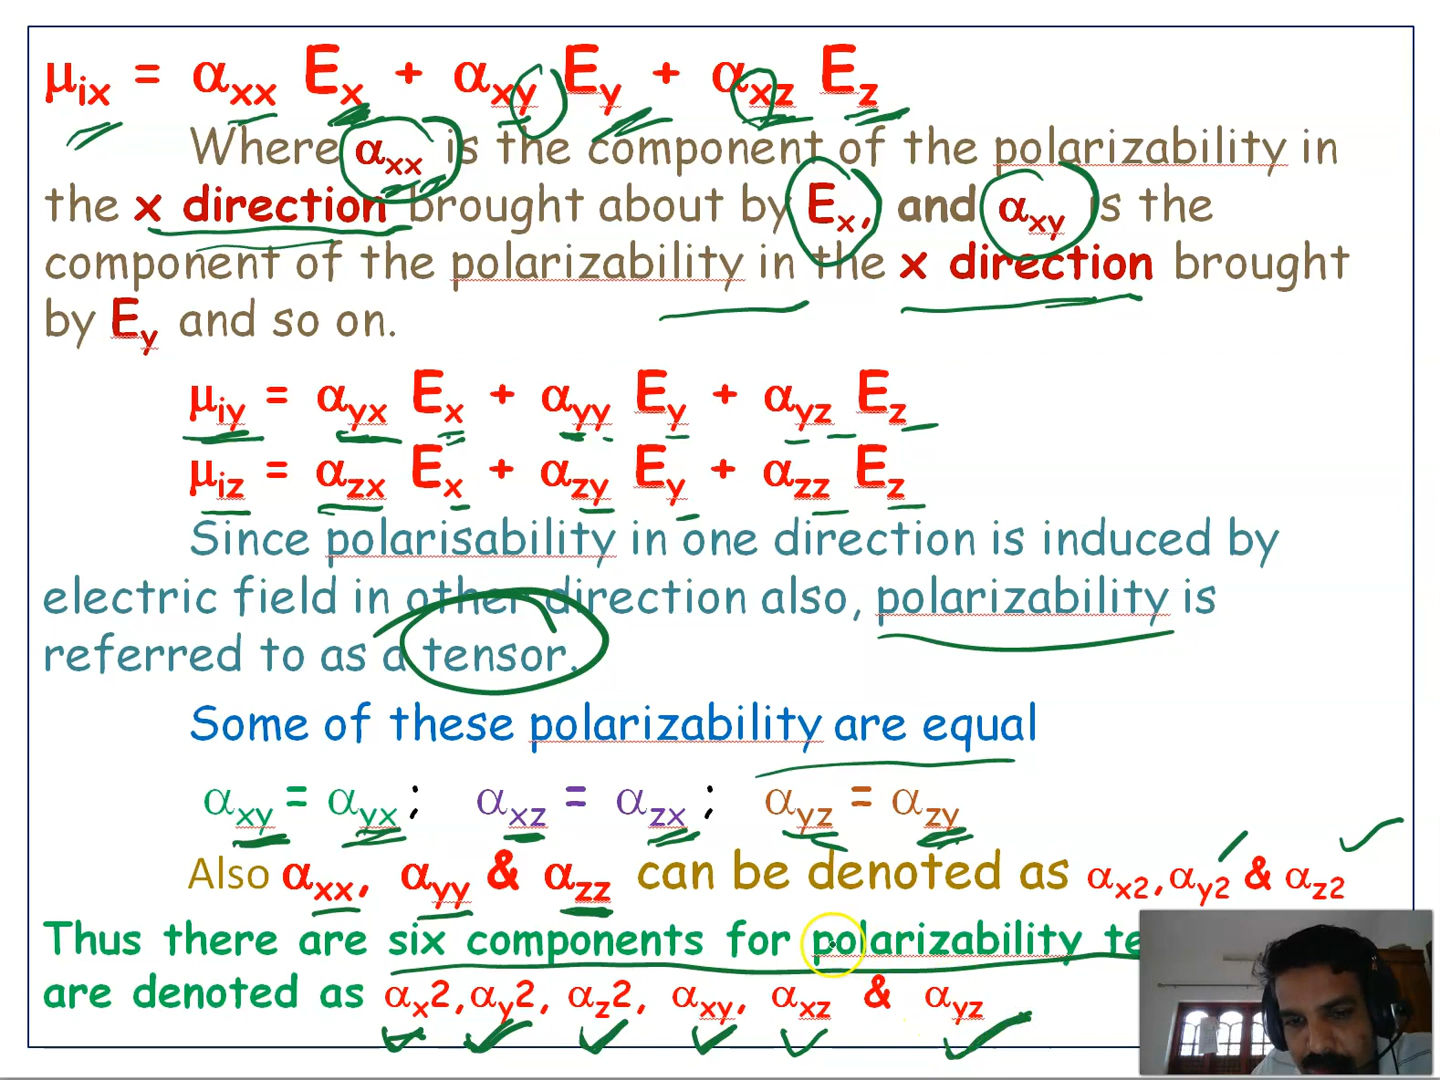 μix = αxx Ex + αxy Ey + αxz Ez
Where αxx is the component of the polarizability in
the x direction brought about by Ex, and αxy is the
component of the polarizability in the x direction brought
by Ey and so on.
μiy = αyx Ex + αyy Ey + αyz Ez
μiz = αzx Ex + αzy Ey + αzz Ez
Since polarisability in one direction is induced by
electric field in other direction also, polarizability is
referred to as a tensor.
Some of these polarizability are equal
αxy = αyx ; αxz = αzx ; αyz = αzy
Also αxx, αyy & αzz can be denoted as αx2,αy2 & αz2
Thus there are six components for polarizability
are denoted as αx2,αy2, αz2, αxy, αxz & αyz